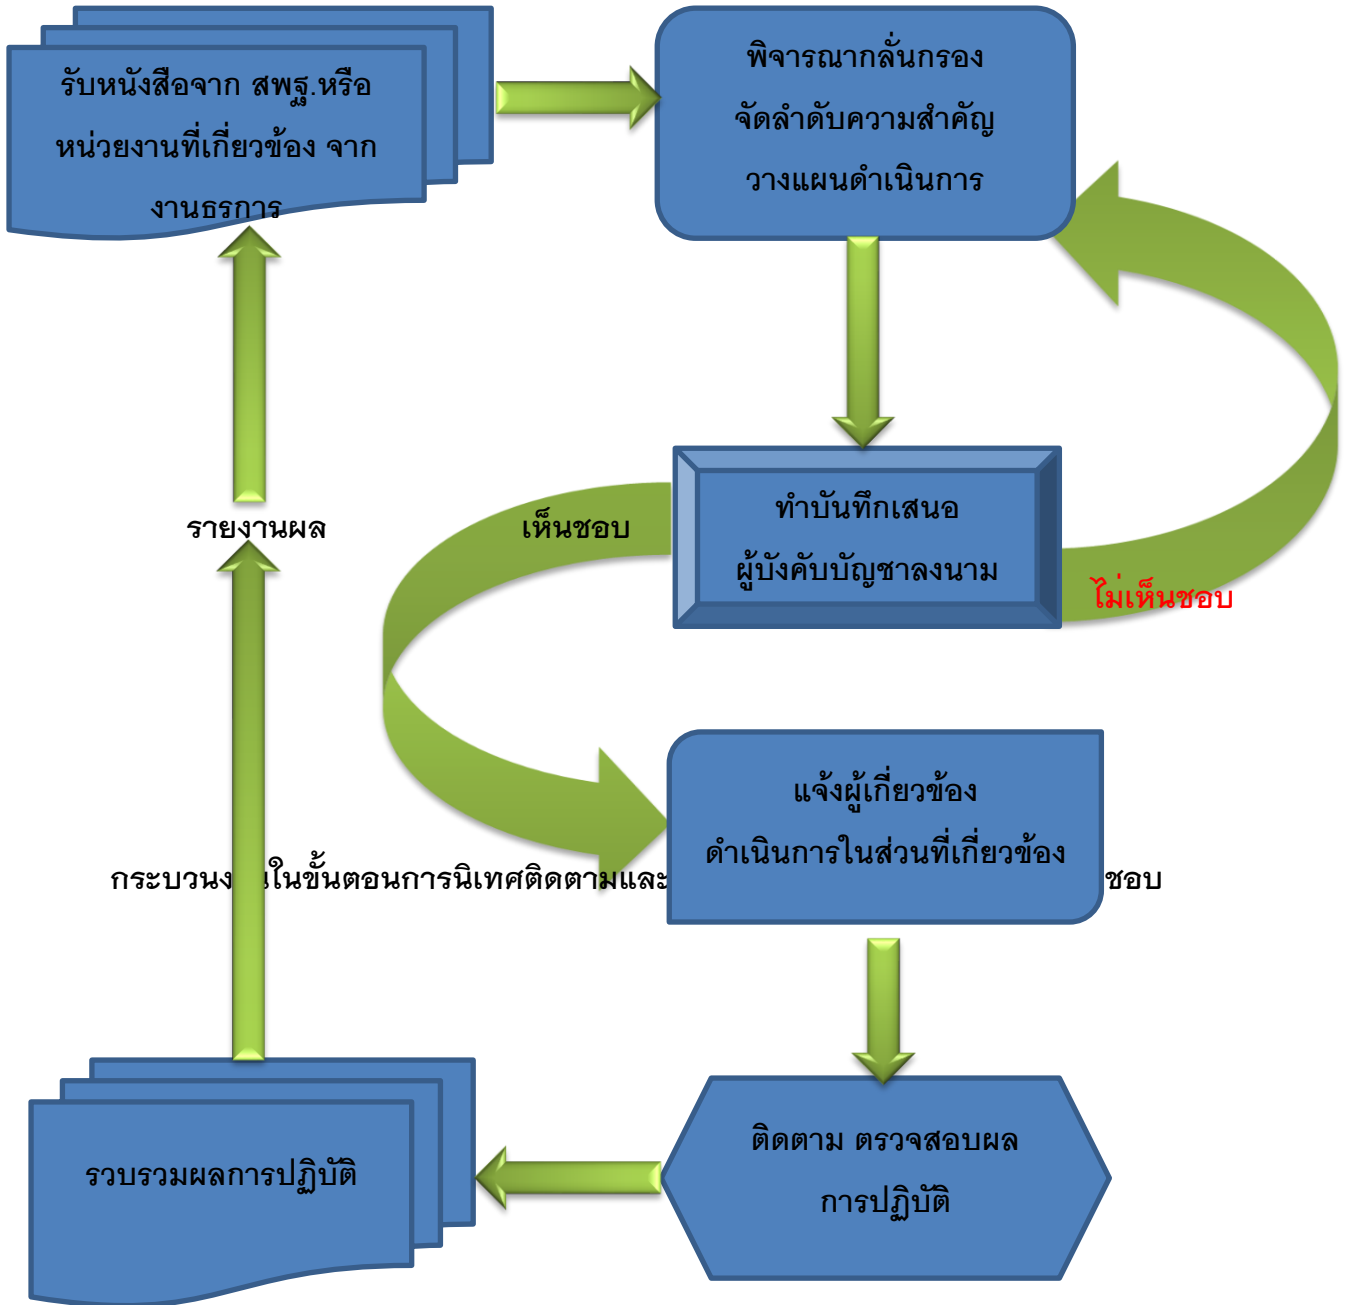 รับหนังสือจาก สพฐ.หรือ
หน่วยงานที่เกี่ยวข้อง จาก
งานธุรการ
พิจารณากลั่นกรอง
จัดลำดับความสำคัญ
วางแผนดำเนินการ
ทำบันทึกเสนอ
ผู้บังคับบัญชาลงนาม
เห็นชอบ
ไม่เห็นชอบ
รายงานผล
แจ้งผู้เกี่ยวข้อง
ดำเนินการในส่วนที่เกี่ยวข้อง
กระบวนง นในขั้นตอนการนิเทศติดตามและ ชอบ
ติดตาม ตรวจสอบผล
การปฏิบัติ
รวบรวมผลการปฏิบัติ